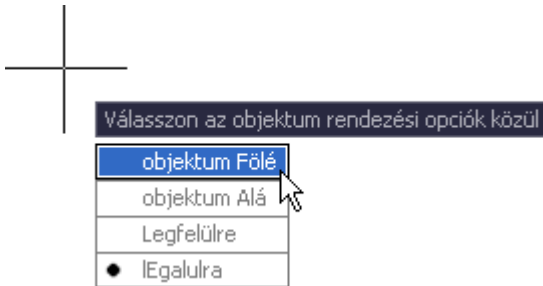 Válasszon az objektum rendezési opciók közül
objektum Fölé
objektum Alá
Legfelülre
lEgalulra